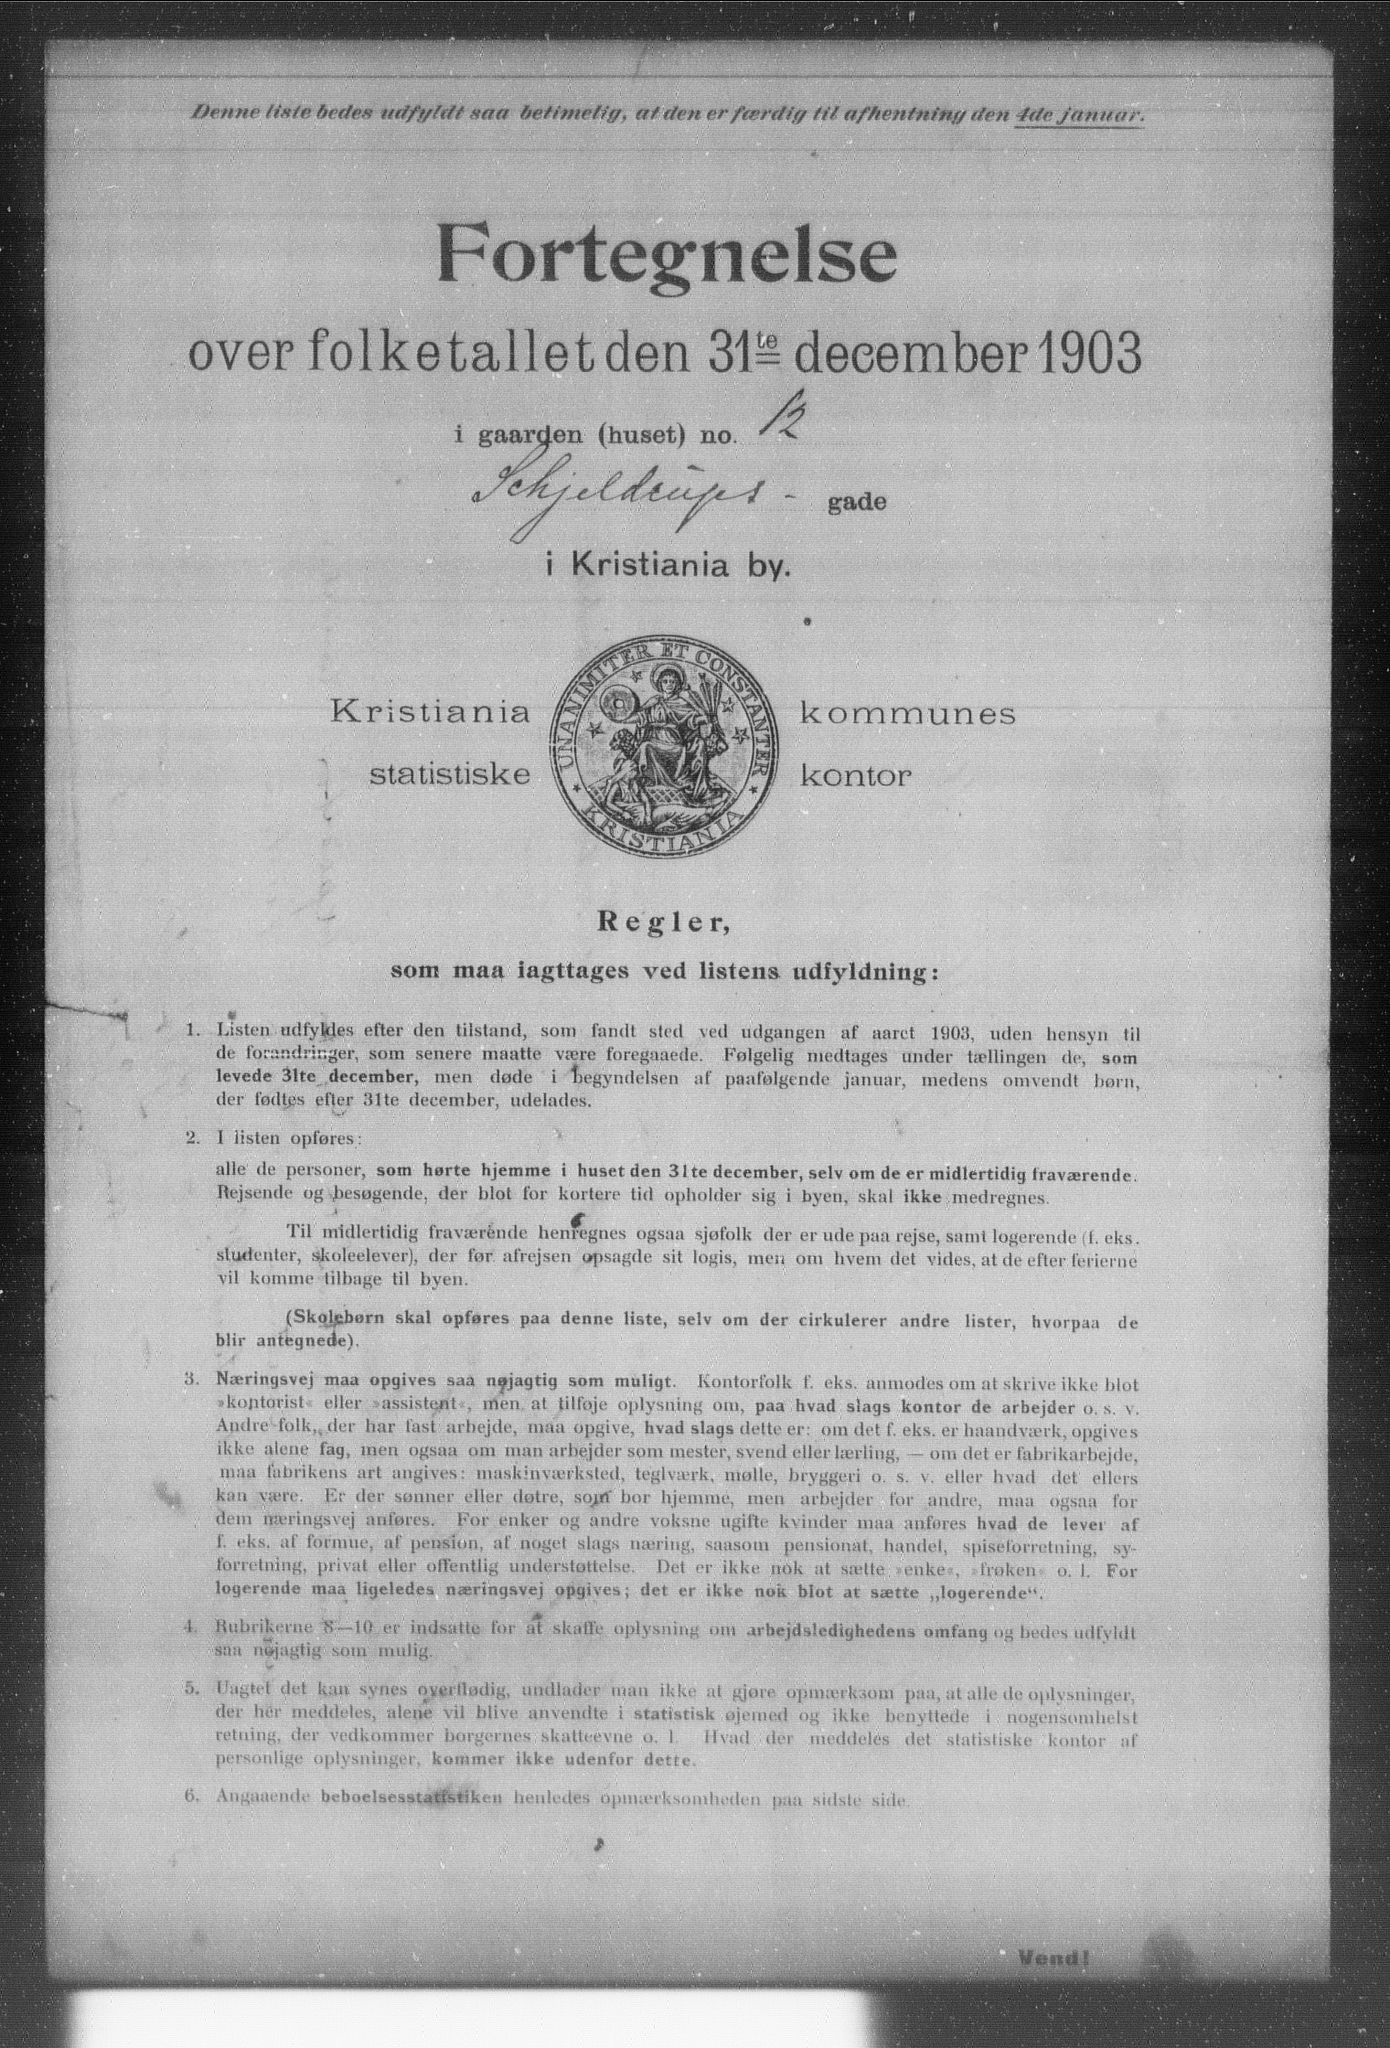 Denne liste bedes udfyldt saa betimelig, at den er færdig til afhentning den 4de januar.
Fortegnelse
over folketallet den 31te december 1903
i gaarden (huset) no. 12
Schjeldrups - gade
i Kristiania by.
UNANIMITER ET CONSTANTER
Kristiania kommunes
statistiske kontor
KRISTIANIA
Regler,
som maa iagttages ved listens udfyldning:
1. Listen udfyldes efter den tilstand, som fandt sted ved udgangen af aaret 1903, uden hensyn til
de forandringer, som senere maatte være foregaaede. Følgelig medtages under tællingen de, som
levede 31te december, men døde i begyndelsen af paafølgende januar, medens omvendt børn,
der fødtes efter 31te december, udelades.
2. I listen opføres:
alle de personer, som hørte hjemme i huset den 31te december, selv om de er midlertidig fraværende.
Rejsende og besøgende, der blot for kortere tid opholder sig i byen, skal ikke medregnes.
Til midlertidig fraværende henregnes ogsaa sjøfolk der er ude paa rejse, samt logerende (f. eks.
studenter, skoleelever), der før afrejsen opsagde sit logis, men om hvem det vides, at de efter ferierne
vil komme tilbage til byen.
(Skolebørn skal opføres paa denne liste, selv om der cirkulerer andre lister, hvorpaa de
blir antegnede).
3. Næringsvej maa opgives saa nøjagtig som muligt. Kontorfolk f. eks. anmodes om at skrive ikke blot
»kontorist« eller »assistent«, men at tilføje oplysning om, paa hvad slags kontor de arbejder o. s. v.
Andre folk, der har fast arbejde, maa opgive, hvad slags dette er: om det f. eks. er haandværk, opgives
ikke alene fag, men ogsaa om man arbejder som mester, svend eller lærling, — om det er fabrikarbejde,
maa fabrikens art angives: maskinværksted, teglværk, mølle, bryggeri o. s. v. eller hvad det ellers
kan være. Er der sønner eller døtre, som bor hjemme, men arbejder for andre, maa ogsaa for
dem næringsvej anføres. For enker og andre voksne ugifte kvinder maa anføres hvad de lever af
f. eks. af formue, af pension, af noget slags næring, saasom pensionat, handel, spiseforretning, sy-
forretning, privat eller offentlig understøttelse. Det er ikke nok at sætte »enke«, »frøken« o. l. For
logerende maa ligeledes næringsvej opgives; det er ikke nok blot at sætte „logerende“.
4. Rubrikerne 8—10 er indsatte for at skaffe oplysning om arbejdsledighedens omfang og bedes udfyldt
saa nøjagtig som mulig.
5. Uagtet det kan synes overflødig, undlader man ikke at gjøre opmærksom paa, at alle de oplysninger,
der her meddeles, alene vil blive anvendte i statistisk øjemed og ikke benyttede i nogensomhelst
retning, der vedkommer borgernes skatteevne o. l. Hvad der meddeles det statistiske kontor af
personlige oplysninger, kommer ikke udenfor dette.
6. Angaaende beboelsesstatistiken henledes opmærksomheden paa sidste side.
Vend!